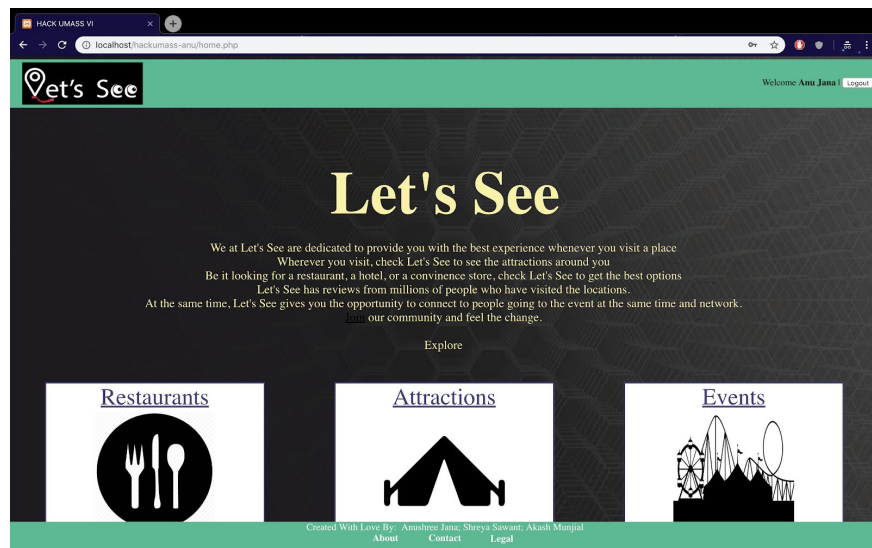 HACK UMASS VI
localhost/hackumass-anu/home.php
Let's See
Welcome Anu Jana | Logout
Let's See
We at Let's See are dedicated to provide you with the best experience whenever you visit a place
Wherever you visit, check Let's See to see the attractions around you
Be it looking for a restaurant, a hotel, or a convinence store, check Let's See to get the best options
Let's See has reviews from millions of people who have visited the locations.
At the same time, Let's See gives you the opportunity to connect to people going to the event at the same time and network.
Join our community and feel the change.
Explore
Restaurants Attractions Events
Created With Love By: Anushree Jana; Shreya Sawant; Akash Munjial
About Contact Legal